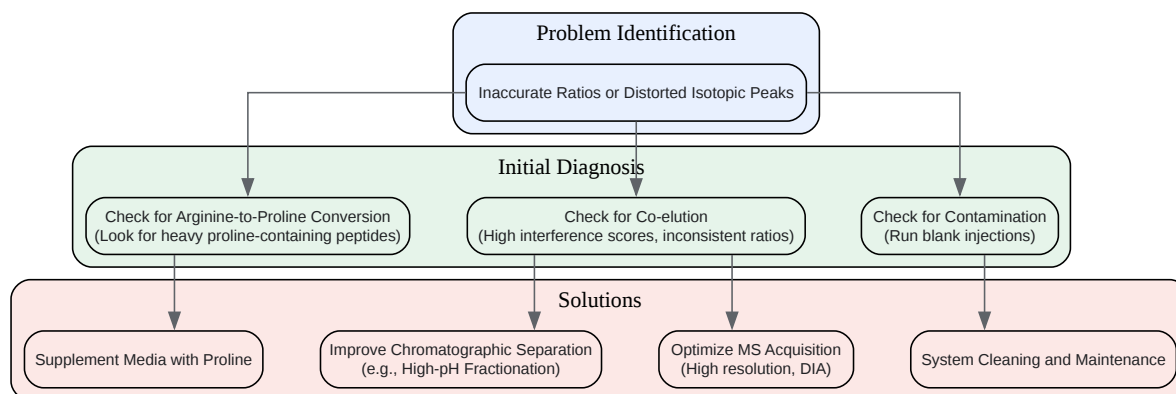 Problem Identification
Inaccurate Ratios or Distorted Isotopic Peaks
Initial Diagnosis
Check for Arginine-to-Proline Conversion
(Look for heavy proline-containing peptides)
Check for Co-elution
(High interference scores, inconsistent ratios)
Check for Contamination
(Run blank injections)
Solutions
Supplement Media with Proline
Improve Chromatographic Separation
(e.g., High-pH Fractionation)
Optimize MS Acquisition
(High resolution, DIA)
System Cleaning and Maintenance